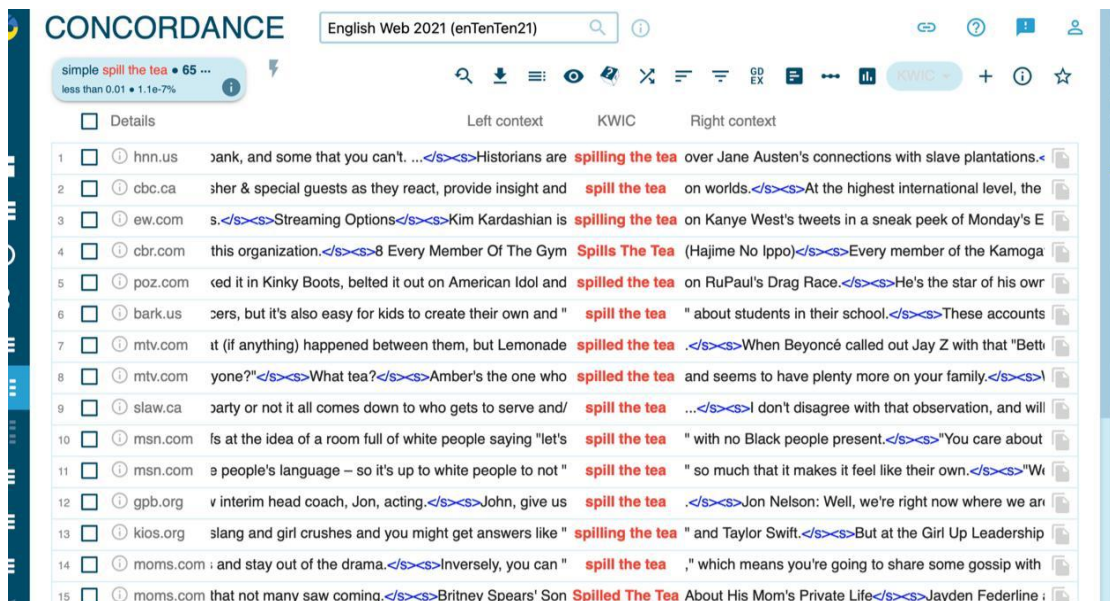 CONCORDANCE English Web 2021 (enTenTen21)
simple spill the tea • 65 ...
less than 0.01 • 1.1e-7%
GD EX KWIC
Details Left context KWIC Right context
1 hnn.us bank, and some that you can't. ...</s><s>Historians are spilling the tea over Jane Austen's connections with slave plantations.<
2 cbc.ca sher & special guests as they react, provide insight and spill the tea on worlds.</s><s>At the highest international level, the
3 ew.com s.</s><s>Streaming Options</s><s>Kim Kardashian is spilling the tea on Kanye West's tweets in a sneak peek of Monday's E
4 cbr.com this organization.</s><s>8 Every Member Of The Gym Spills The Tea (Hajime No Ippo)</s><s>Every member of the Kamoga
5 poz.com ked it in Kinky Boots, belted it out on American Idol and spilled the tea on RuPaul's Drag Race.</s><s>He's the star of his own
6 bark.us cers, but it's also easy for kids to create their own and " spill the tea " about students in their school.</s><s>These accounts
7 mtv.com at (if anything) happened between them, but Lemonade spilled the tea .</s><s>When Beyoncé called out Jay Z with that "Bette
8 mtv.com yone?"</s><s>What tea?</s><s>Amber's the one who spilled the tea and seems to have plenty more on your family.</s><s>
9 slaw.ca party or not it all comes down to who gets to serve and/ spill the tea ...</s><s>I don't disagree with that observation, and will
10 msn.com fs at the idea of a room full of white people saying "let's spill the tea " with no Black people present.</s><s>"You care about
11 msn.com e people's language – so it's up to white people to not " spill the tea " so much that it makes it feel like their own.</s><s>"We
12 gpb.org w interim head coach, Jon, acting.</s><s>John, give us spill the tea .</s><s>Jon Nelson: Well, we're right now where we are
13 kios.org slang and girl crushes and you might get answers like " spilling the tea " and Taylor Swift.</s><s>But at the Girl Up Leadership
14 moms.com and stay out of the drama.</s><s>Inversely, you can " spill the tea ," which means you're going to share some gossip with
15 moms.com that not many saw coming.</s><s>Britney Spears' Son Spilled The Tea About His Mom's Private Life</s><s>Jayden Federline